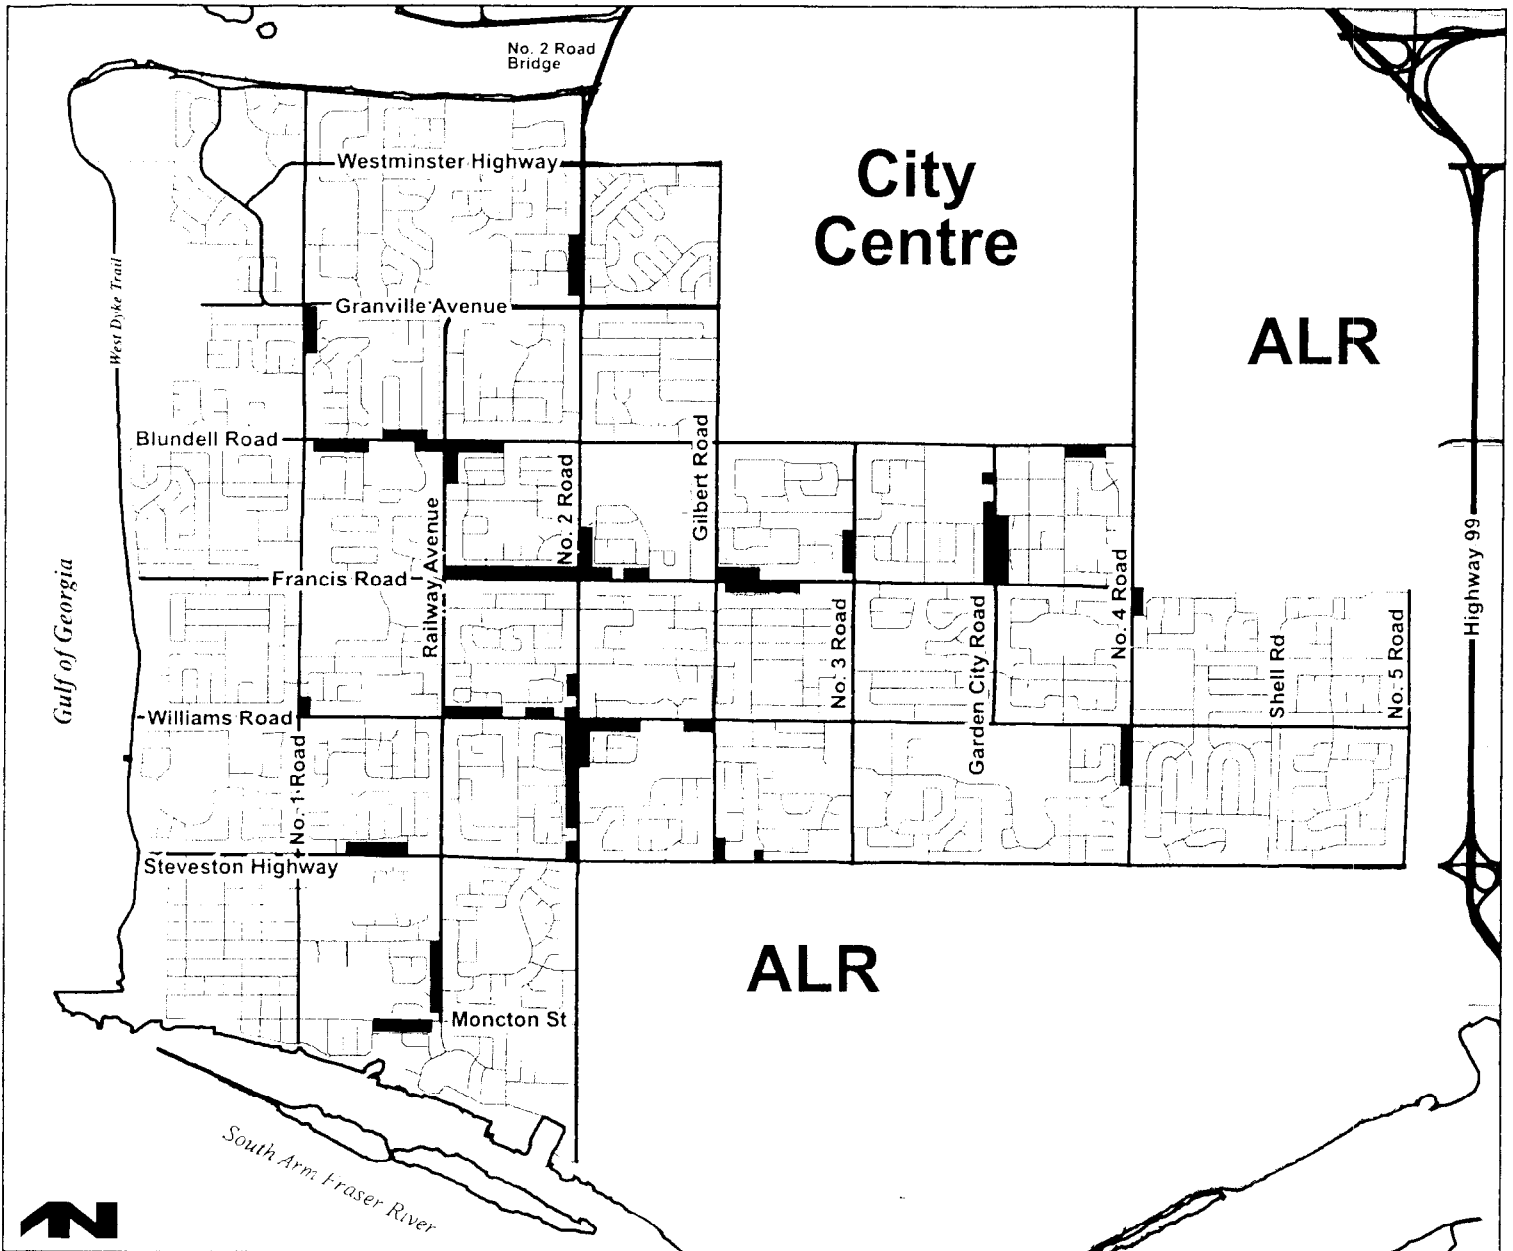 No. 2 Road
Bridge
Westminster Highway
City
Centre
West Dyke Trail
Granville Avenue
ALR
Blundell Road
Gilbert Road
No. 2 Road
Railway Avenue
Highway 99
Francis Road
No. 4 Road
Gulf of Georgia
No. 3 Road
Garden City Road
Shell Rd
No. 5 Road
Williams Road
No. 1 Road
Steveston Highway
ALR
Moncton St
South Arm Fraser River
N